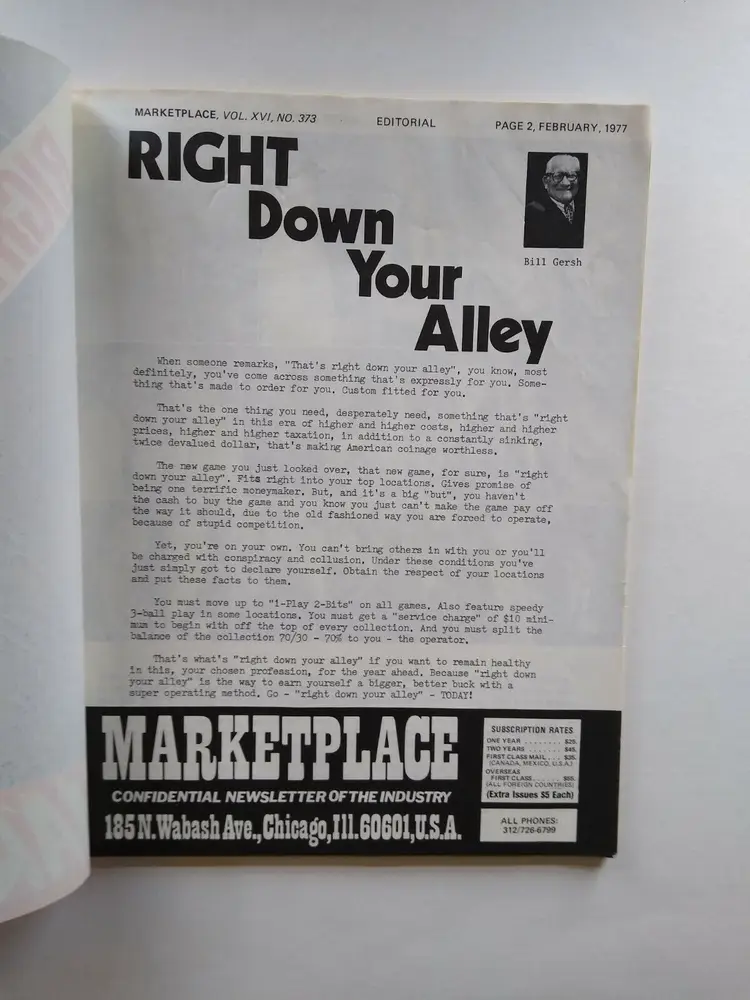 MARKETPLACE, VOL. XVI, NO. 373 EDITORIAL PAGE 2, FEBRUARY, 1977
RIGHT
Down
Your
Alley
Bill Gersh
When someone remarks, "That's right down your alley", you know, most
definitely, you've come across something that's expressly for you. Some-
thing that's made to order for you. Custom fitted for you.
That's the one thing you need, desperately need, something that's "right
down your alley" in this era of higher and higher costs, higher and higher
prices, higher and higher taxation, in addition to a constantly sinking,
twice devalued dollar, that's making American coinage worthless.
The new game you just looked over, that new game, for sure, is "right
down your alley". Fits right into your top locations. Gives promise of
being one terrific moneymaker. But, and it's a big "but", you haven't
the cash to buy the game and you know you just can't make the game pay off
the way it should, due to the old fashioned way you are forced to operate,
because of stupid competition.
Yet, you're on your own. You can't bring others in with you or you'll
be charged with conspiracy and collusion. Under these conditions you've
just simply got to declare yourself. Obtain the respect of your locations
and put these facts to them.
You must move up to "1-Play 2-Bits" on all games. Also feature speedy
3-ball play in some locations. You must get a "service charge" of $10 mini-
mum to begin with off the top of every collection. And you must split the
balance of the collection 70/30 - 70% to you - the operator.
That's what's "right down your alley" if you want to remain healthy
in this, your chosen profession, for the year ahead. Because "right down
your alley" is the way to earn yourself a bigger, better buck with a
super operating method. Go - "right down your alley" - TODAY!
MARKETPLACE
CONFIDENTIAL NEWSLETTER OF THE INDUSTRY
185 N. Wabash Ave., Chicago, Ill. 60601, U.S.A.
SUBSCRIPTION RATES
ONE YEAR ........ $25.
TWO YEARS ....... $45.
FIRST CLASS MAIL ... $35.
(CANADA, MEXICO, U.S.A.)
OVERSEAS
FIRST CLASS ...... $55.
(ALL FOREIGN COUNTRIES)
(Extra Issues $5 Each)
ALL PHONES:
312/726-6799